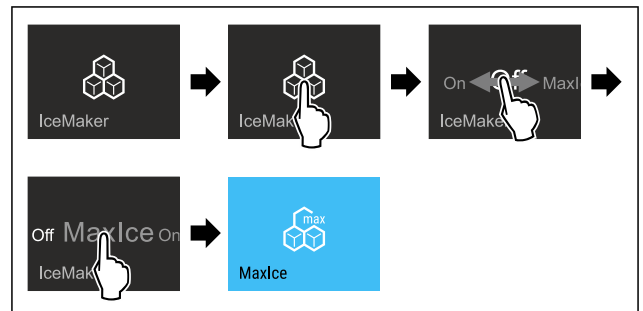 IceMaker
IceMak
On Off MaxI
IceMake
Off MaxIce On
IceMak
max
MaxIce